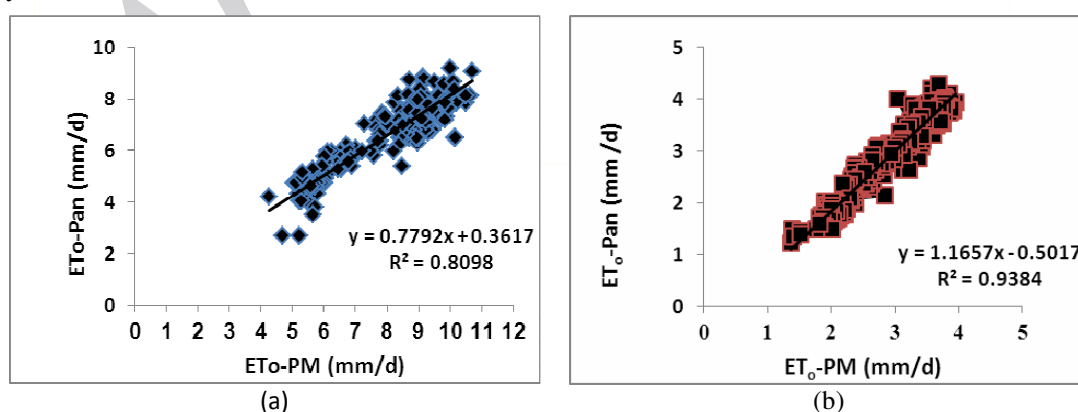 10
8
6
4
2
0
ETo-Pan (mm/d)
y = 0.7792x+0.3617
R² = 0.8098
0 1 2 3 4 5 6 7 8 9 10 11 12
ETo-PM (mm/d)
(a)
5
4
3
2
1
0
ETₒ-Pan (mm /d)
y = 1.1657x - 0.5017
R² = 0.9384
0 1 2 3 4 5
ETₒ-PM (mm/d)
(b)